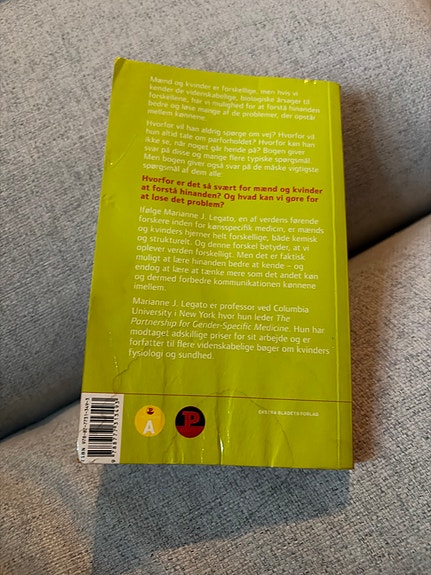 Mænd og kvinder er forskellige, men hvis vi
kender de videnskabelige, biologiske årsager til
forskellene, har vi mulighed for at forstå hinanden
bedre og løse mange af de problemer, der opstår
mellem kønnene.
Hvorfor vil han aldrig spørge om vej? Hvorfor vil
hun altid tale om parforholdet? Hvorfor kan han
ikke se, når noget går hende på? Bogen giver
svar på disse og mange flere typiske spørgsmål.
Men bogen giver også svar på de måske vigtigste
spørgsmål af dem alle:
Hvorfor er det så svært for mænd og kvinder
at forstå hinanden? Og hvad kan vi gøre for
at løse det problem?
Ifølge Marianne J. Legato, en af verdens førende
forskere inden for kønsspecifik medicin, er mænds
og kvinders hjerner helt forskellige, både kemisk
og strukturelt. Og denne forskel betyder, at vi
oplever verden forskelligt. Men det er faktisk
muligt at lære hinanden bedre at kende – og
endog at lære at tænke mere som det andet køn
og dermed forbedre kommunikationen kønnene
imellem.
Marianne J. Legato er professor ved Columbia
University i New York hvor hun leder The
Partnership for Gender-Specific Medicine. Hun har
modtaget adskillige priser for sit arbejde og er
forfatter til flere videnskabelige bøger om kvinders
fysiologi og sundhed.
EKSTRA BLADETS FORLAG
A
P